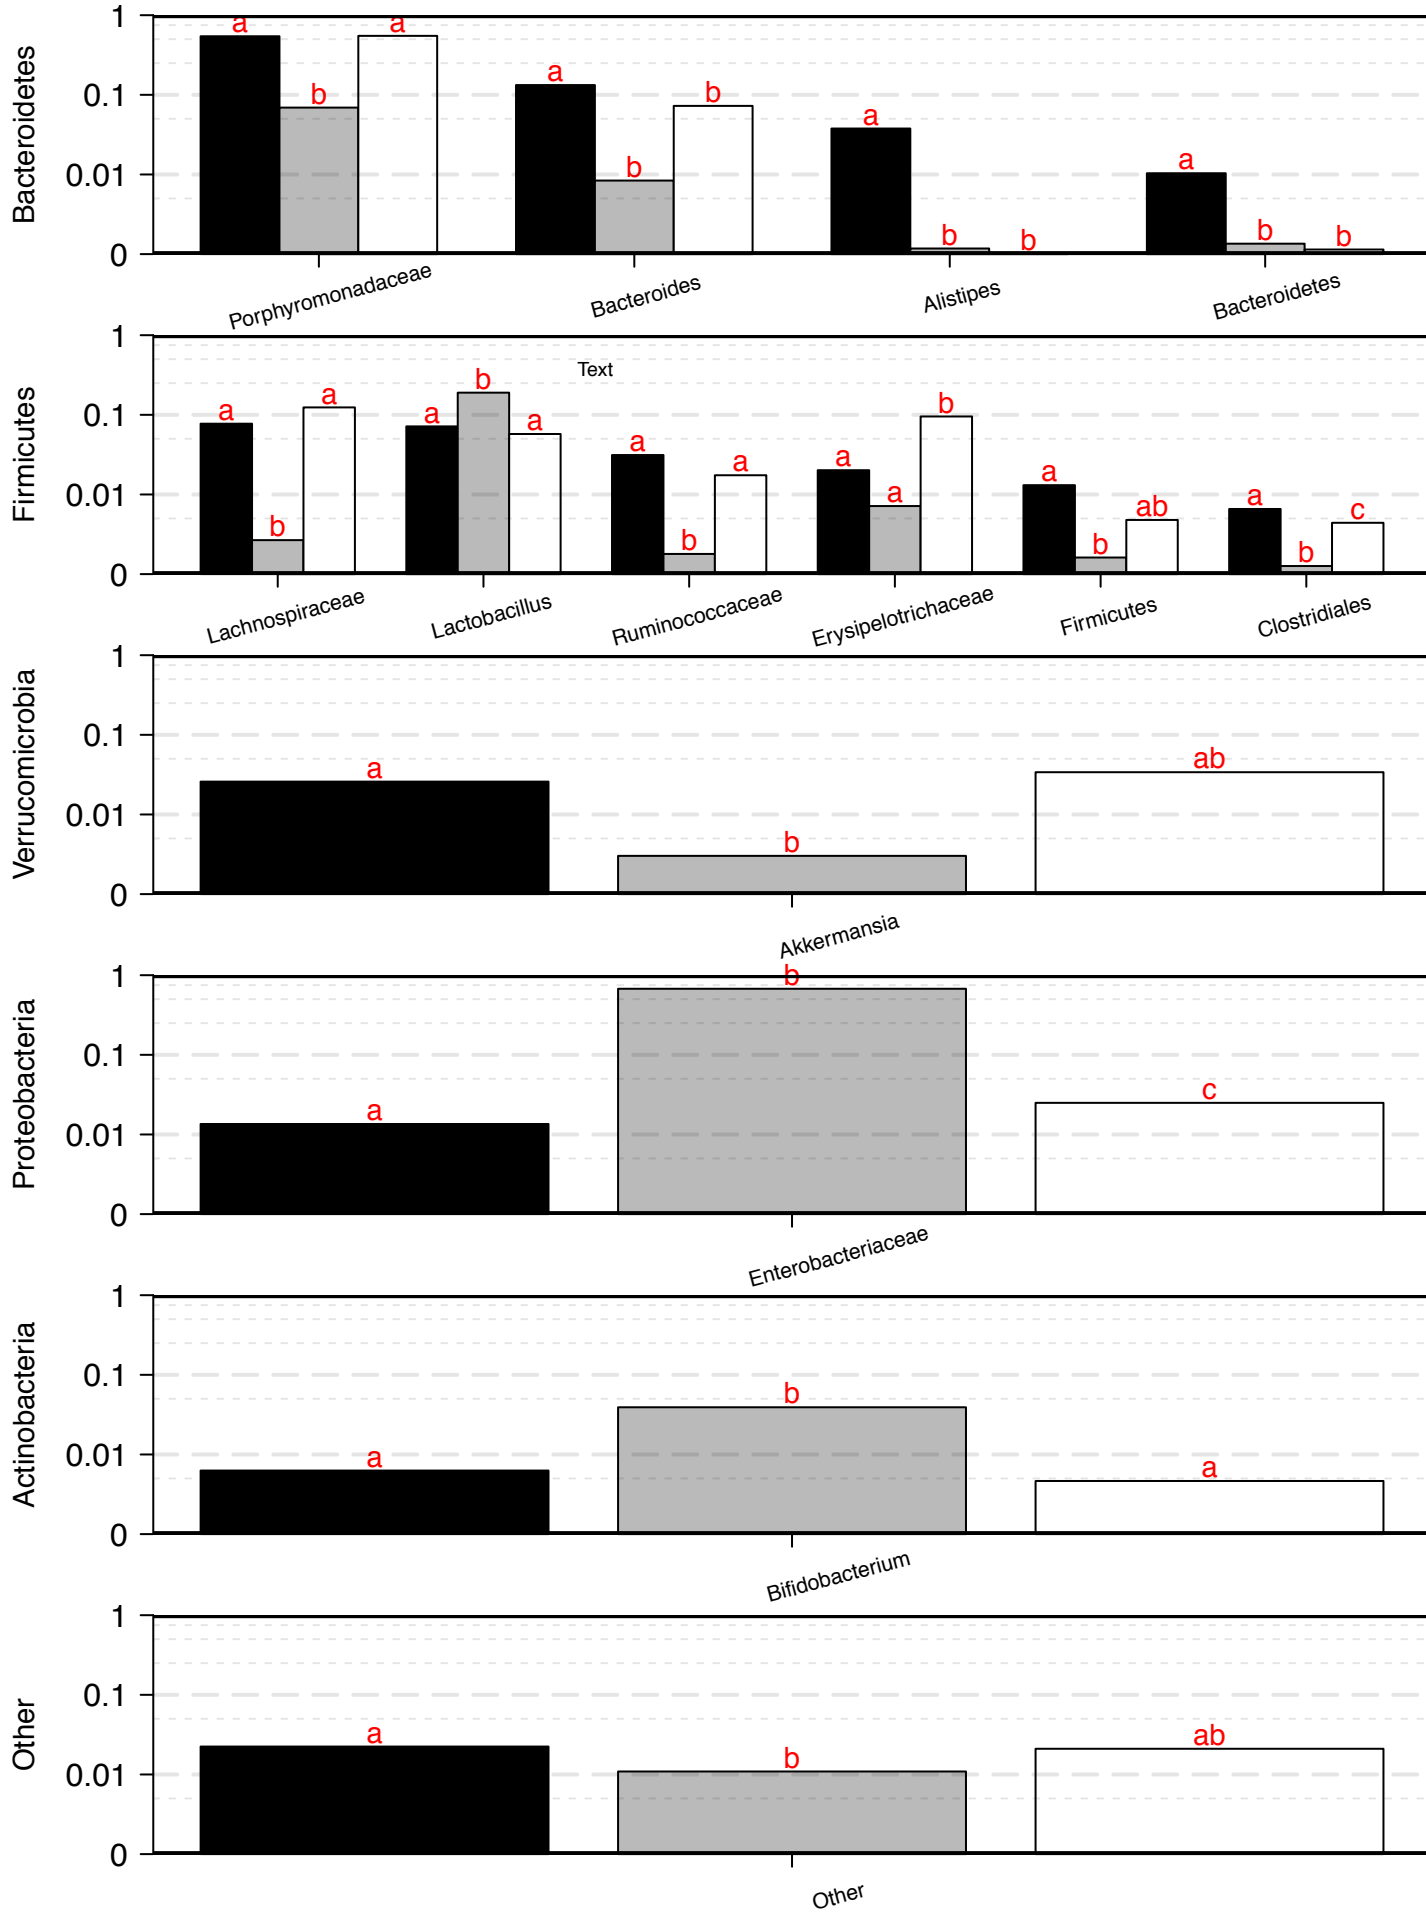 Bacteroidetes
1
0.1
0.01
0
a b a
a b b
a b b
a b b
Porphyromonadaceae
Bacteroides
Alistipes
Bacteroidetes
Firmicutes
1
0.1
0.01
0
Text
a b a
a b a
a b a
a a b
a b ab
a b c
Lachnospiraceae
Lactobacillus
Ruminococcaceae
Erysipelotrichaceae
Firmicutes
Clostridiales
Verrucomicrobia
1
0.1
0.01
0
a b ab
Akkermansia
Proteobacteria
1
0.1
0.01
0
a b c
Enterobacteriaceae
Actinobacteria
1
0.1
0.01
0
a b a
Bifidobacterium
Other
1
0.1
0.01
0
a b ab
Other